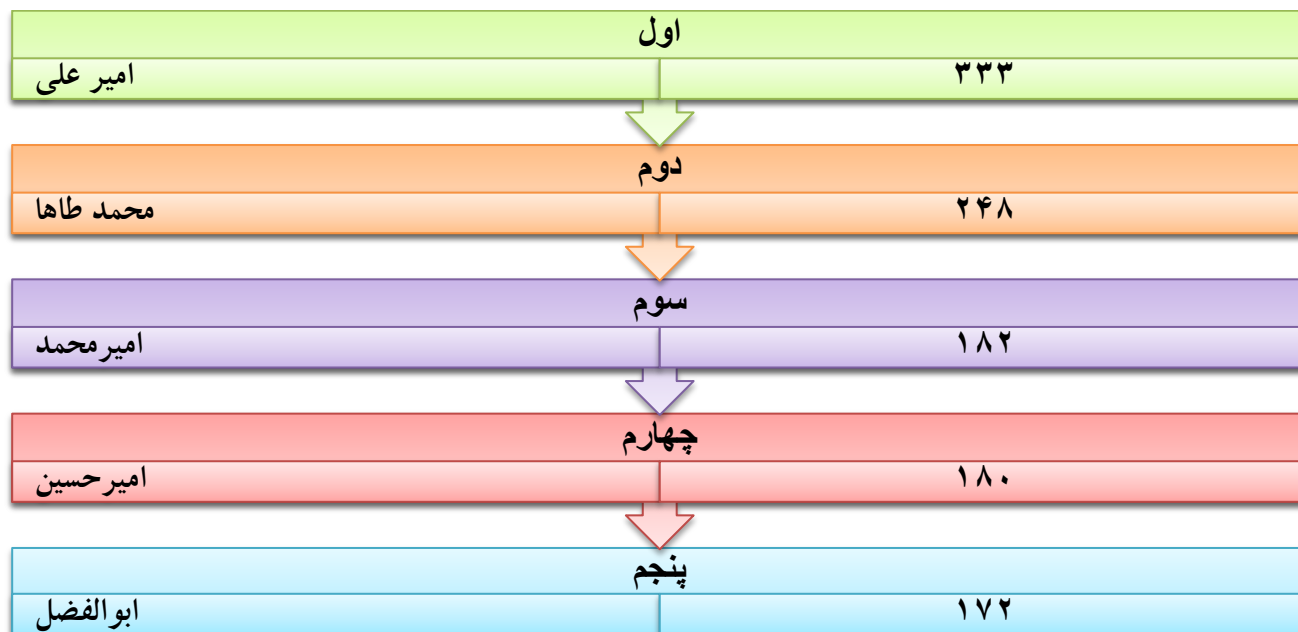 اول
امیر علی ۳۳۳
دوم
محمد طاها ۲۴۸
سوم
امیرمحمد ۱۸۲
چهارم
امیرحسین ۱۸۰
پنجم
ابوالفضل ۱۷۲